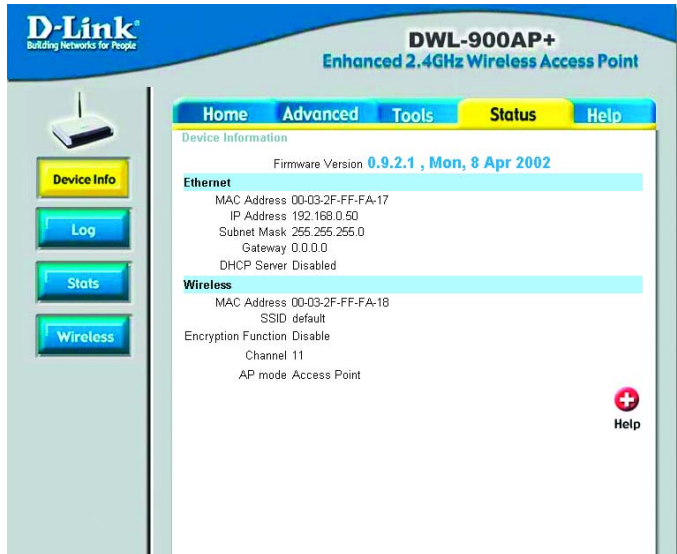 D-Link
Building Networks for People
DWL-900AP+
Enhanced 2.4GHz Wireless Access Point
Home Advanced Tools Status Help
Device Info
Log
Stats
Wireless
Device Information
Firmware Version 0.9.2.1 , Mon, 8 Apr 2002
Ethernet
MAC Address 00-03-2F-FF-FA-17
IP Address 192.168.0.50
Subnet Mask 255.255.255.0
Gateway 0.0.0.0
DHCP Server Disabled
Wireless
MAC Address 00-03-2F-FF-FA-18
SSID default
Encryption Function Disable
Channel 11
AP mode Access Point
Help